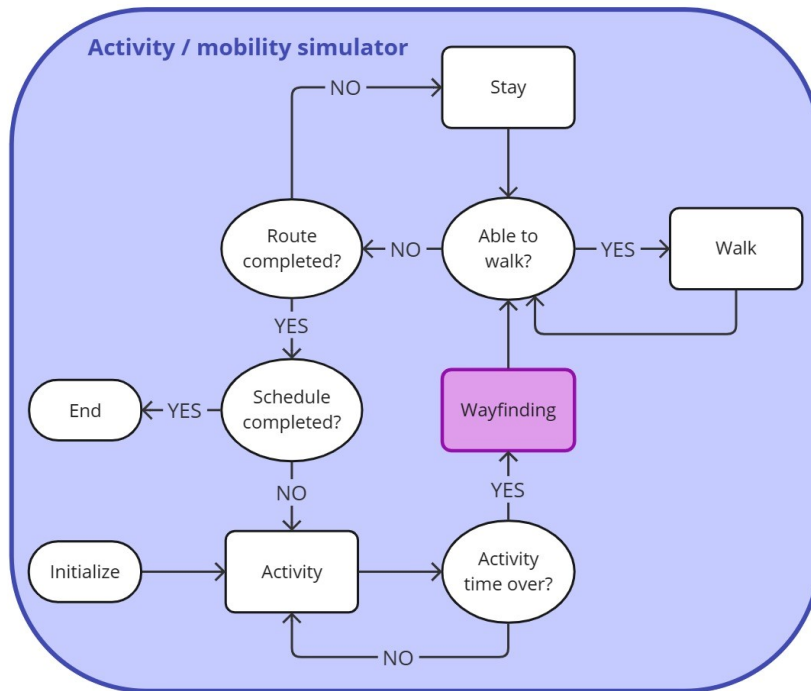 Activity / mobility simulator
NO
Stay
Route
completed?
NO
Able to
walk?
YES
Walk
YES
End
YES
Schedule
completed?
Wayfinding
NO
YES
Initialize
Activity
Activity
time over?
NO